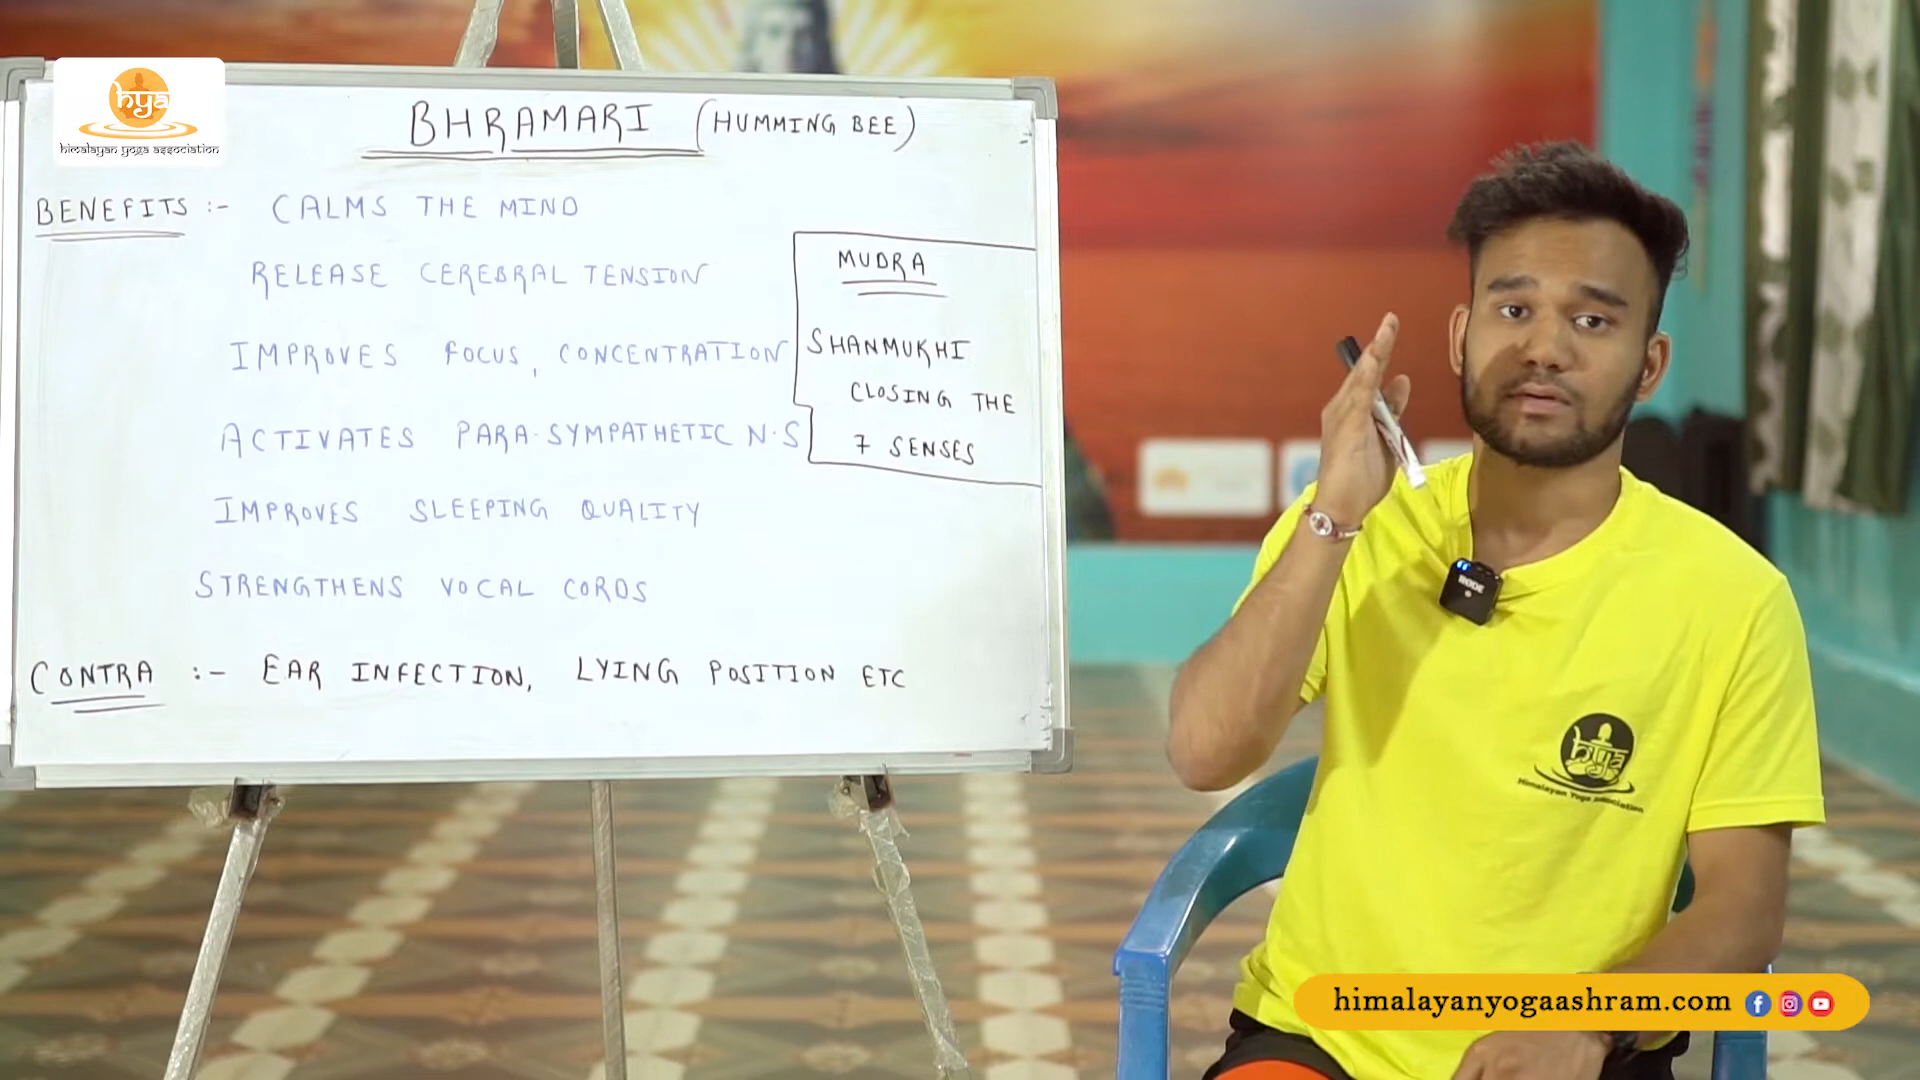 hya
himalayan yoga association
BHRAMARI (HUMMING BEE)
BENEFITS :- CALMS THE MIND
RELEASE CEREBRAL TENSION
IMPROVES FOCUS, CONCENTRATION
ACTIVATES PARA-SYMPATHETIC N.S
IMPROVES SLEEPING QUALITY
STRENGTHENS VOCAL CORDS
CONTRA :- EAR INFECTION, LYING POSITION ETC
MUDRA
SHANMUKHI
CLOSING THE
7 SENSES
RODE
hya
Himalayan Yoga Association
himalayanyogaashram.com